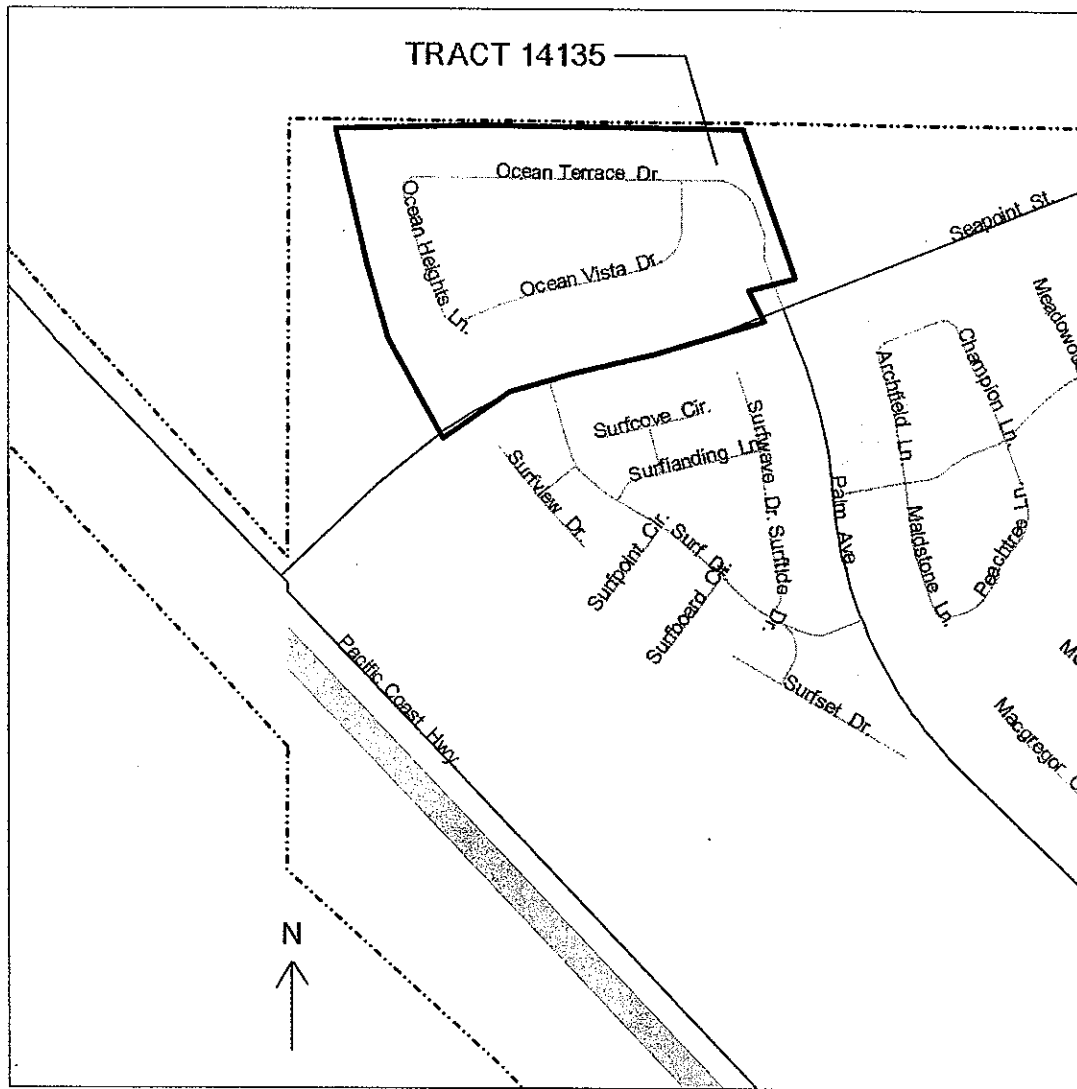 TRACT 14135
Ocean Terrace Dr.
Seapoint St.
Ocean Heights Ln.
Ocean Vista Dr.
Champion Ln.
Archfield Ln.
Surfcove Cir.
Surflanding Ln.
Surfwave Dr.
Surfview Dr.
Palm Ave.
Surfpoint Cir.
Surf Dr.
Surftide Dr.
Maidstone Ln.
Peachtree Ln.
Surfboard Cir.
Pacific Coast Hwy.
Surfset Dr.
Macgregor C
N